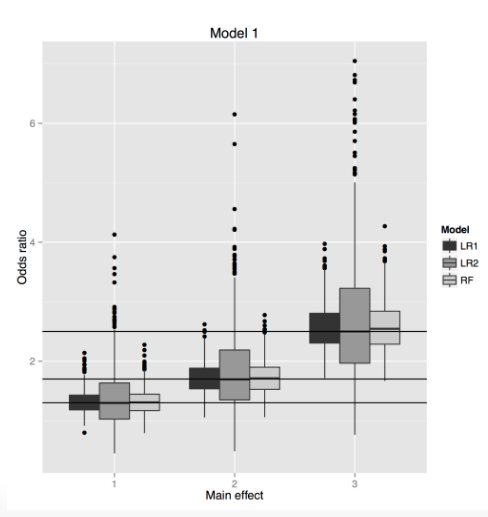 Model 1
Odds ratio
6
4
2
1
2
3
Main effect
Model
LR1
LR2
RF